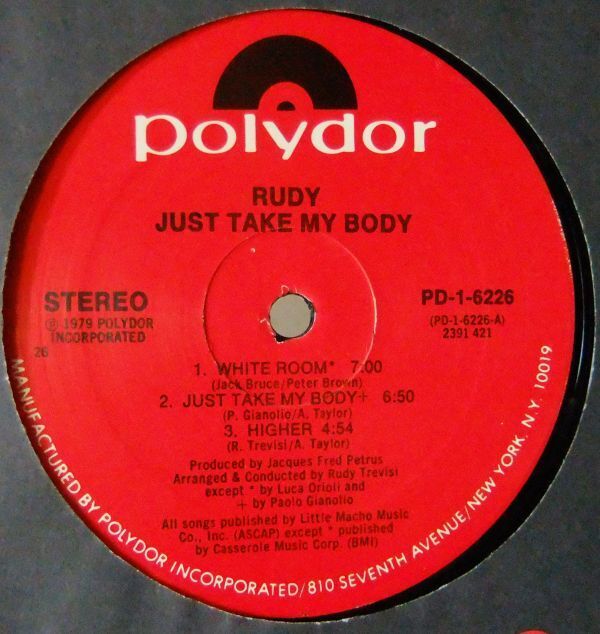 polydor
RUDY
JUST TAKE MY BODY
STEREO
℗ 1979 POLYDOR
INCORPORATED
26
PD-1-6226
(PD-1-6226-A)
2391 421
1. WHITE ROOM* 7:00
(Jack Bruce/Peter Brown)
2. JUST TAKE MY BODY+ 6:50
(P. Gianolio/A. Taylor)
3. HIGHER 4:54
(R. Trevisi/A. Taylor)
Produced by Jacques Fred Petrus
Arranged & Conducted by Rudy Trevisi
except * by Luca Orioli and
+ by Paolo Gianolio
All songs published by Little Macho Music
Co., Inc. (ASCAP) except * published
by Casserole Music Corp. (BMI)
MANUFACTURED BY POLYDOR INCORPORATED/810 SEVENTH AVENUE/NEW YORK, N.Y. 10019